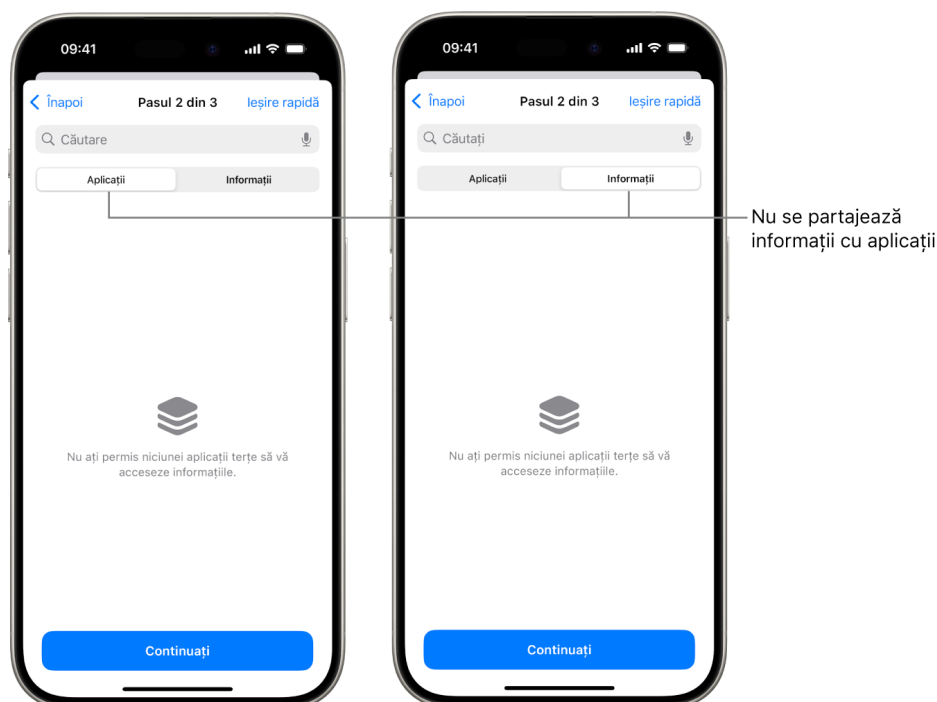 09:41
Înapoi
Pasul 2 din 3
Ieșire rapidă
Căutare
Aplicații
Informații
Nu ați permis niciunei aplicații terțe să vă
acceseze informațiile.
Continuați
09:41
Înapoi
Pasul 2 din 3
Ieșire rapidă
Căutați
Aplicații
Informații
Nu ați permis niciunei aplicații terțe să vă
acceseze informațiile.
Continuați
Nu se partajează
informații cu aplicații